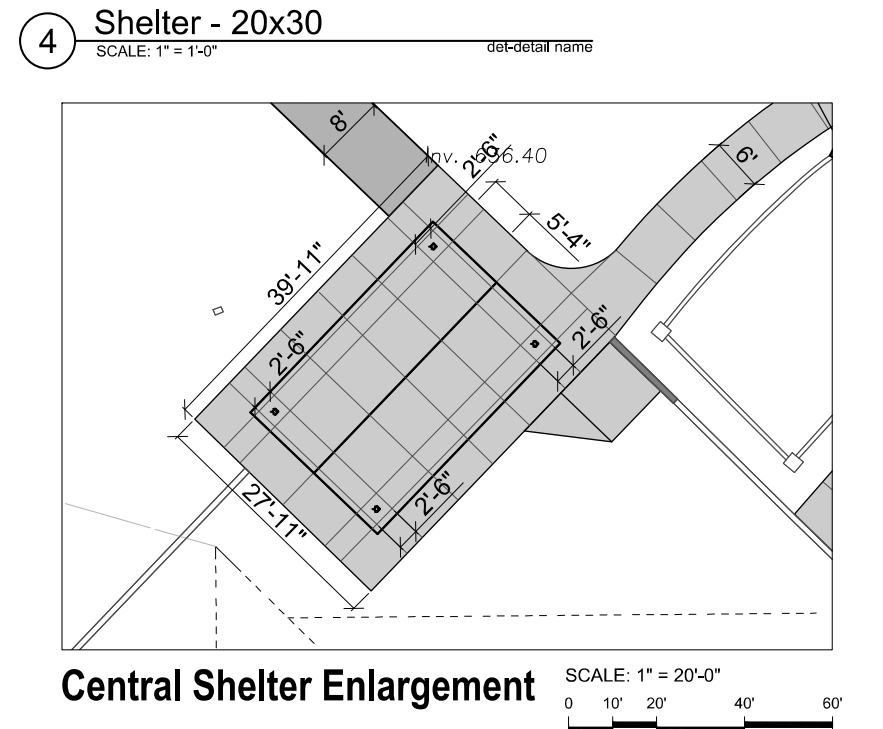 4
Shelter - 20x30
SCALE: 1" = 1'-0"
det-detail name
8'
2'-6"
6'
5'-4"
39'-11"
2'-6"
2'-6"
27'-11"
2'-6"
Central Shelter Enlargement
SCALE: 1" = 20'-0"
0 10' 20' 40' 60'